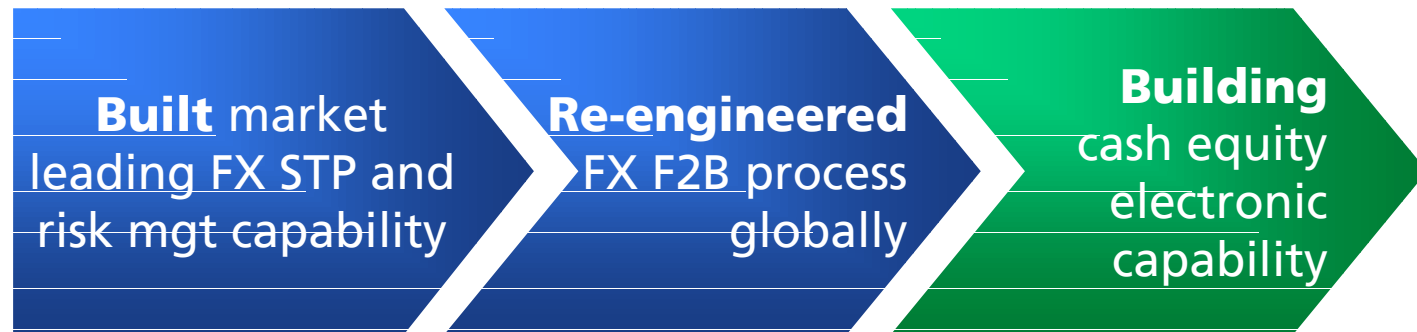 Built market
leading FX STP and
risk mgt capability
Re-engineered
FX F2B process
globally
Building
cash equity
electronic
capability